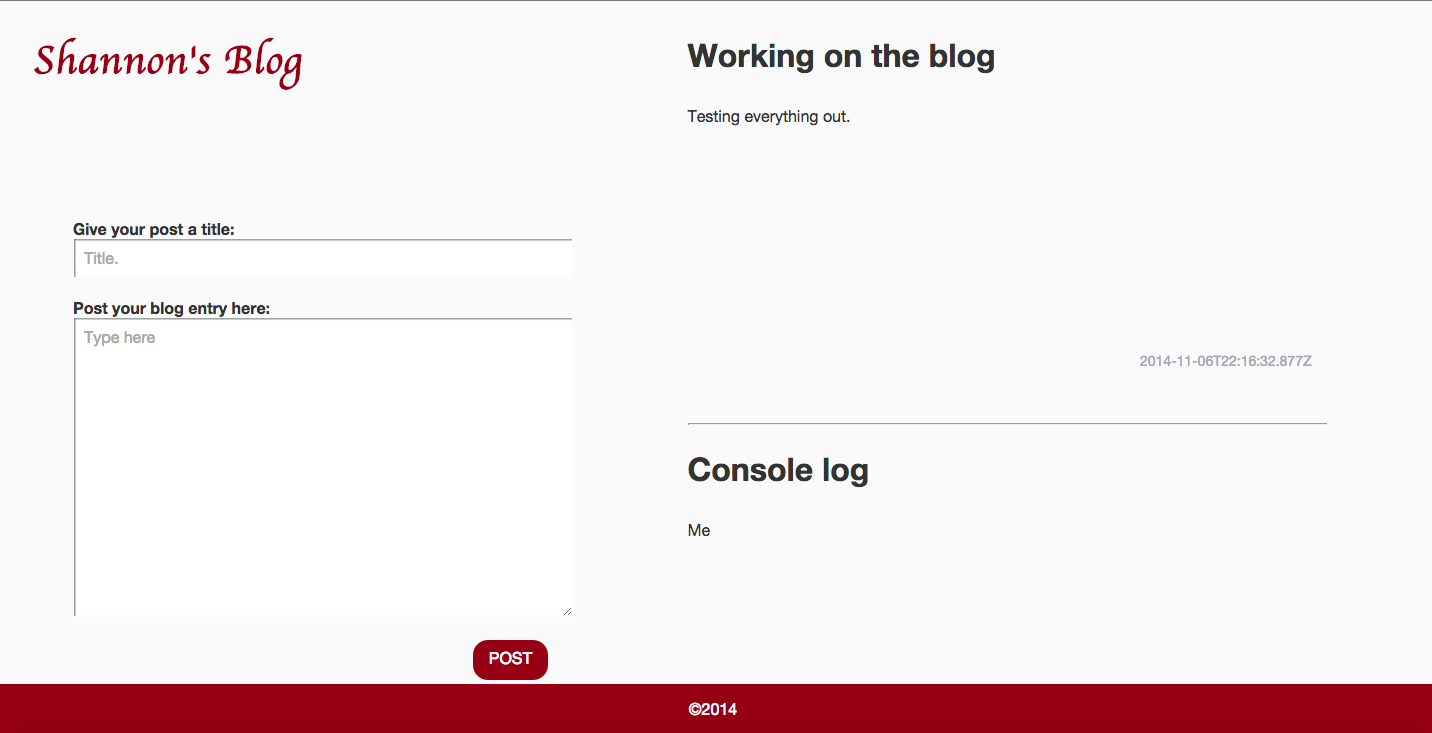 Shannon's Blog
Give your post a title:
Title.
Post your blog entry here:
Type here
POST
Working on the blog
Testing everything out.
2014-11-06T22:16:32.877Z
Console log
Me
©2014